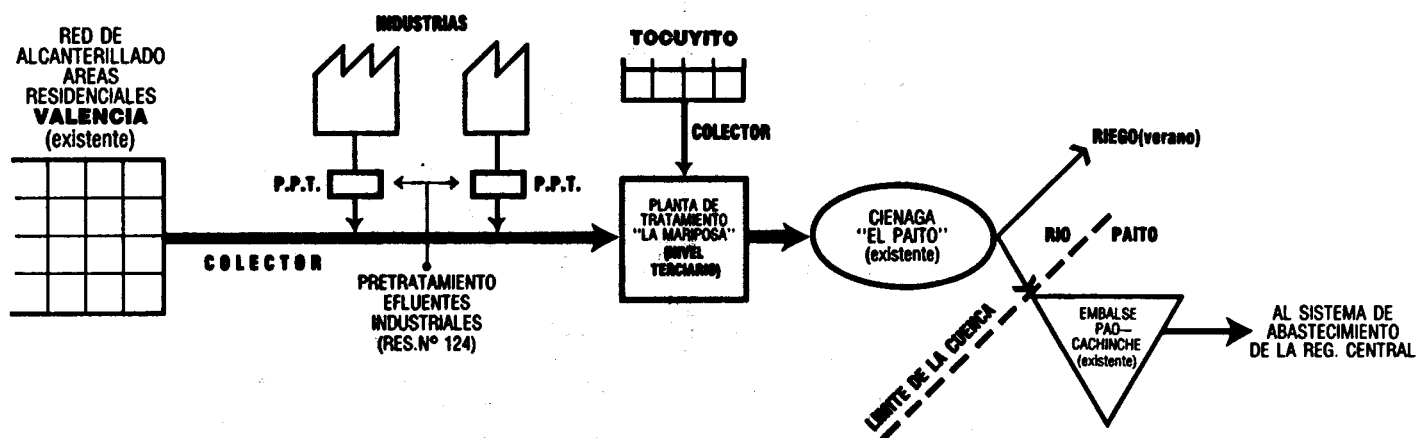 RED DE
ALCANTERILLADO
AREAS
RESIDENCIALES
VALENCIA
(existente)
INDUSTRIAS
P.P.T.
P.P.T.
COLECTOR
PRETRATAMIENTO
EFLUENTES
INDUSTRIALES
(RES.N° 124)
TOCUYITO
COLECTOR
PLANTA DE
TRATAMIENTO
"LA MARIPOSA"
(NIVEL
TERCIARIO)
CIENAGA
"EL PAITO"
(existente)
RIEGO(verano)
RIO PAITO
LIMITE DE LA CUENCA
EMBALSE
PAO—
CACHINCHE
(existente)
AL SISTEMA DE
ABASTECIMIENTO
DE LA REG. CENTRAL